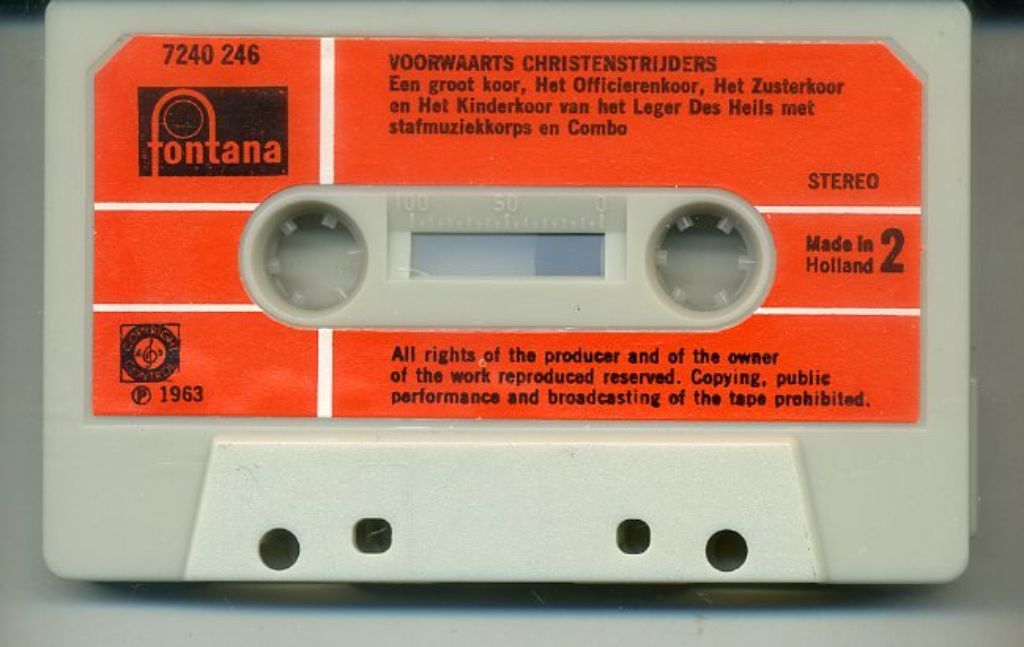 7240 246
fontana
VOORWAARTS CHRISTENSTRIJDERS
Een groot koor, Het Officierenkoor, Het Zusterkoor
en Het Kinderkoor van het Leger Des Heils met
stafmuziekkorps en Combo
STEREO
100 50 0
Made in
Holland 2
COPYRIGHT CONTROL
℗ 1963
All rights of the producer and of the owner
of the work reproduced reserved. Copying, public
performance and broadcasting of the tape prohibited.